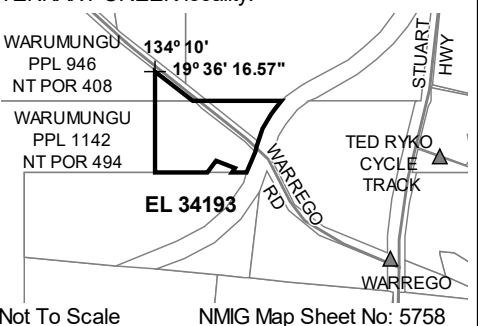 TENNANT CREEK locality.
WARUMUNGU
PPL 946
NT POR 408
134º 10'
19º 36' 16.57"
STUART
HWY
WARUMUNGU
PPL 1142
NT POR 494
TED RYKO
CYCLE
TRACK
WARREGO
RD
EL 34193
WARREGO
Not To Scale
NMIG Map Sheet No: 5758